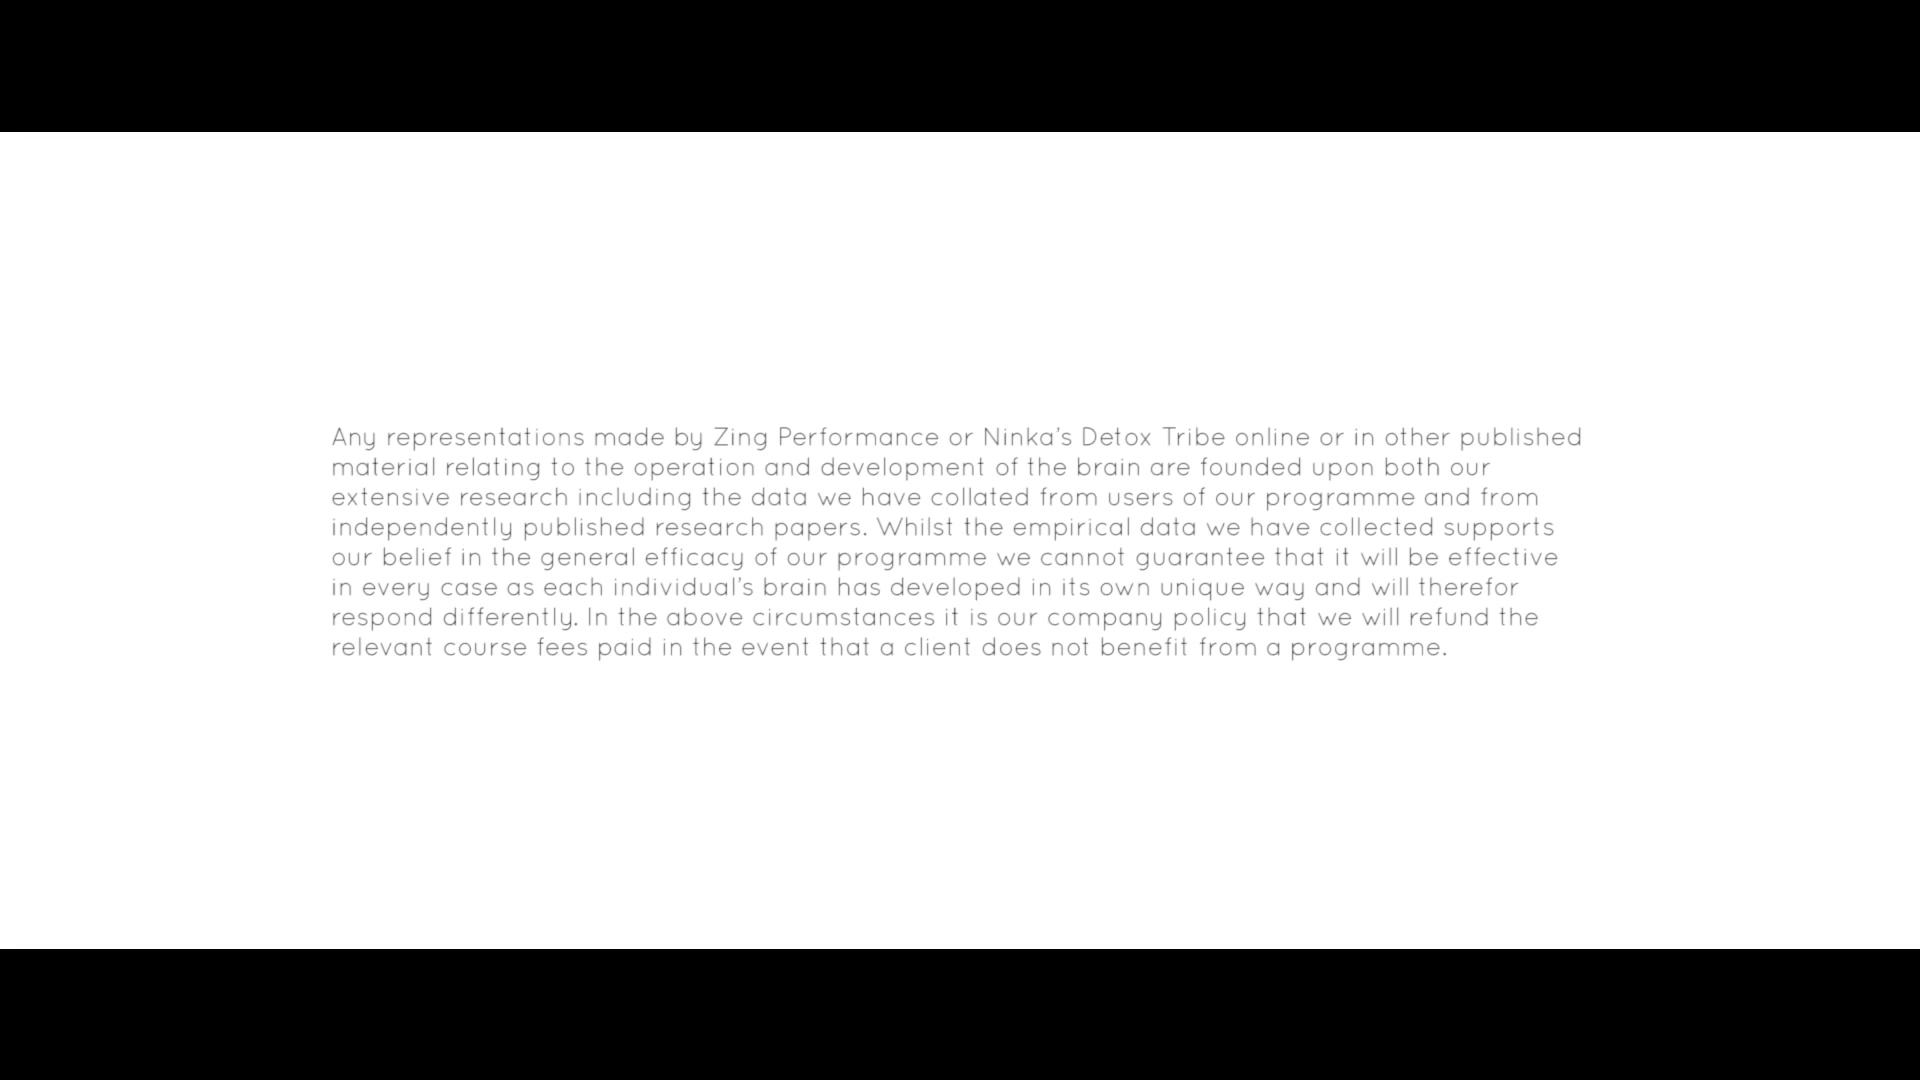 Any representations made by Zing Performance or Ninka's Detox Tribe online or in other published
material relating to the operation and development of the brain are founded upon both our
extensive research including the data we have collated from users of our programme and from
independently published research papers. Whilst the empirical data we have collected supports
our belief in the general efficacy of our programme we cannot guarantee that it will be effective
in every case as each individual's brain has developed in its own unique way and will therefor
respond differently. In the above circumstances it is our company policy that we will refund the
relevant course fees paid in the event that a client does not benefit from a programme.